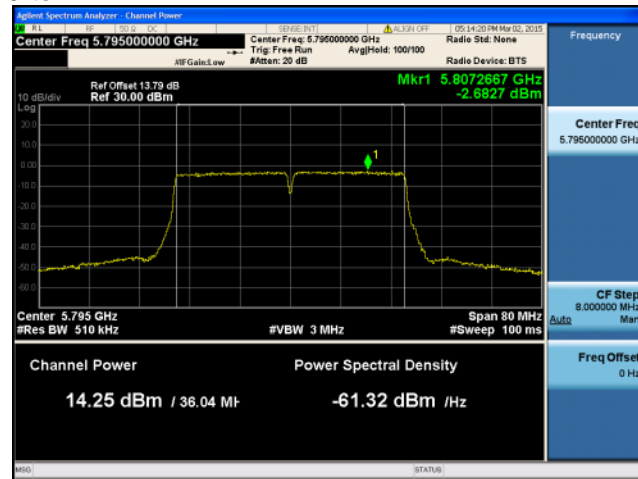 Agilent Spectrum Analyzer - Channel Power
RL RF 50 Ω DC SENSE:INT ALIGN OFF 05:14:20 PM Mar 02, 2015
Center Freq 5.795000000 GHz
Center Freq: 5.795000000 GHz
Radio Std: None
Trig: Free Run Avg|Hold: 100/100
#IFGain:Low #Atten: 20 dB Radio Device: BTS
Frequency
Ref Offset 13.79 dB
10 dB/div Ref 30.00 dBm
Mkr1 5.8072667 GHz
-2.6827 dBm
Log
20.0
10.0
0.00
-10.0
-20.0
-30.0
-40.0
-50.0
-60.0
1
Center 5.795 GHz Span 80 MHz
#Res BW 510 kHz #VBW 3 MHz #Sweep 100 ms
Channel Power Power Spectral Density
14.25 dBm / 36.04 MH -61.32 dBm /Hz
Center Freq
5.795000000 GHz
CF Step
8.000000 MHz
Auto Man
Freq Offset
0 Hz
MSG STATUS